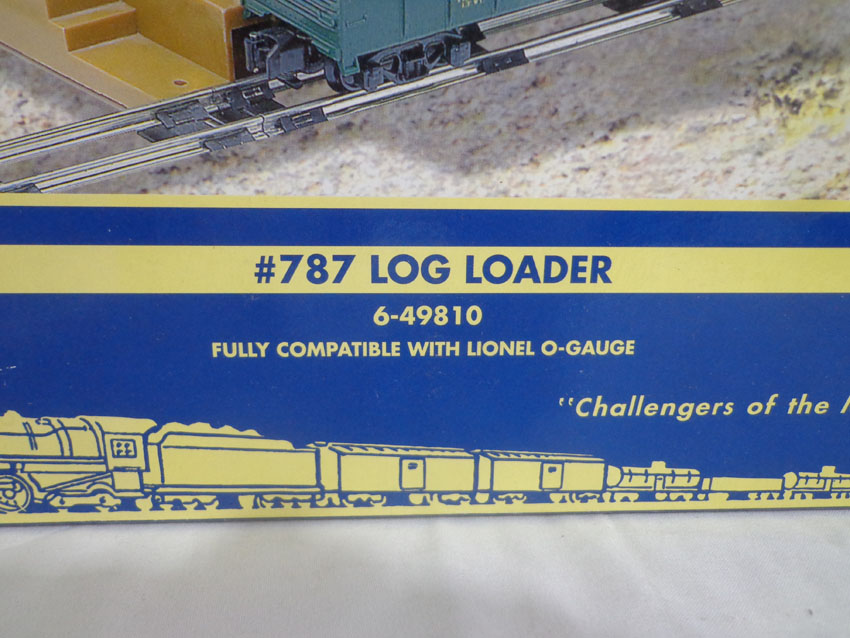 #787 LOG LOADER
6-49810
FULLY COMPATIBLE WITH LIONEL O-GAUGE
"Challengers of the